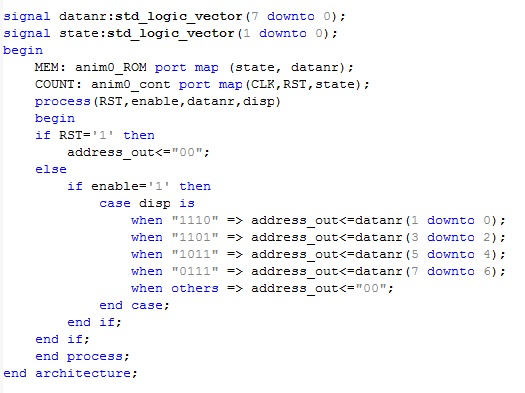 signal datanr:std_logic_vector(7 downto 0);
signal state:std_logic_vector(1 downto 0);
begin
    MEM: anim0_ROM port map (state, datanr);
    COUNT: anim0_cont port map(CLK,RST,state);
    process(RST,enable,datanr,disp)
    begin
    if RST='1' then
        address_out<="00";
    else
        if enable='1' then
            case disp is
                when "1110" => address_out<=datanr(1 downto 0);
                when "1101" => address_out<=datanr(3 downto 2);
                when "1011" => address_out<=datanr(5 downto 4);
                when "0111" => address_out<=datanr(7 downto 6);
                when others => address_out<="00";
            end case;
        end if;
    end if;
    end process;
end architecture;